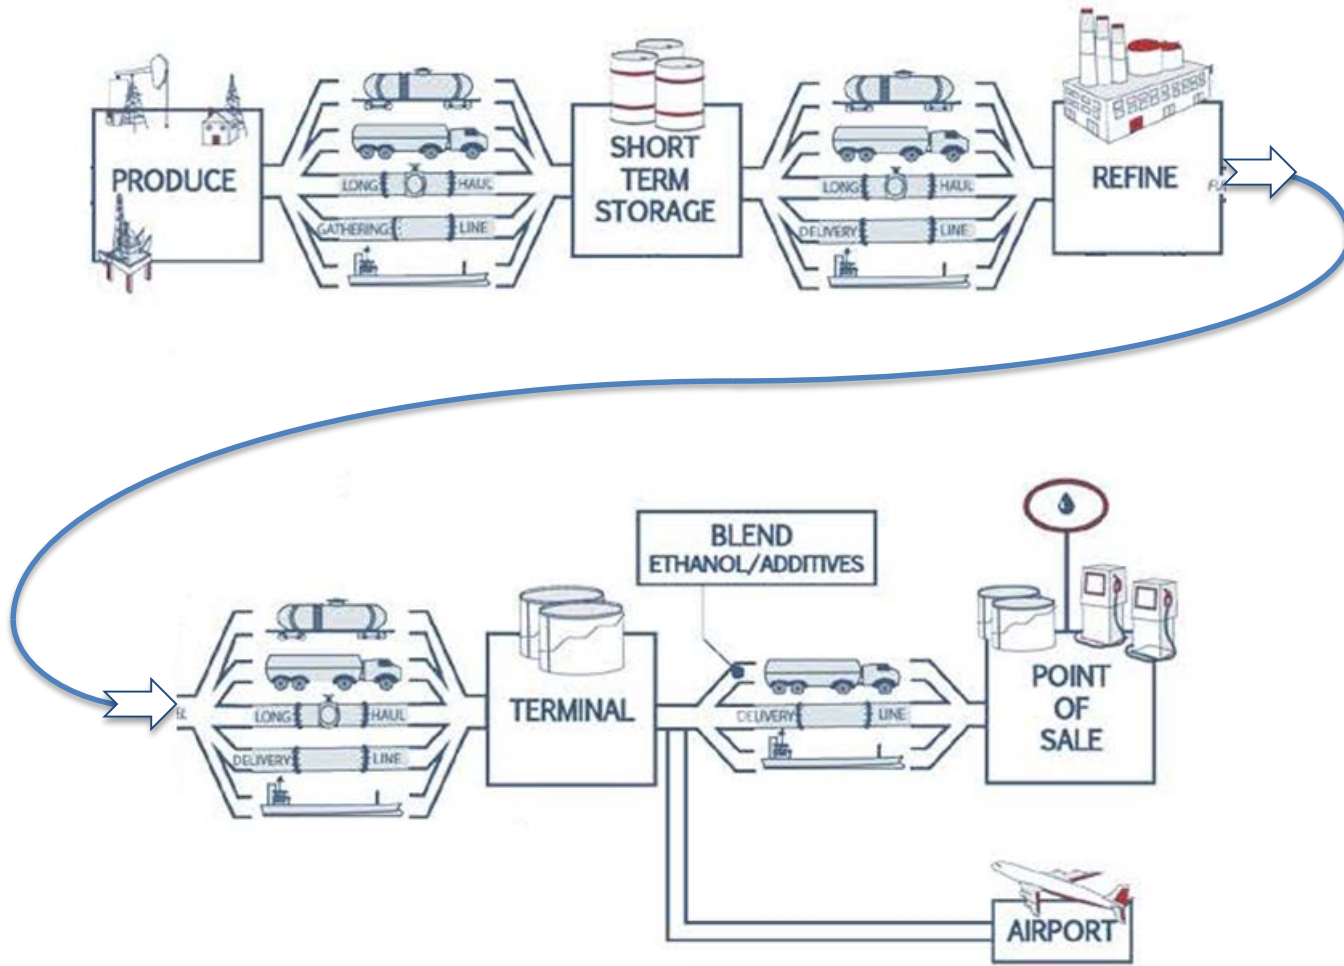 PRODUCE
LONG HAUL
GATHERING LINE
SHORT
TERM
STORAGE
LONG HAUL
DELIVERY LINE
REFINE
LONG HAUL
DELIVERY LINE
TERMINAL
BLEND
ETHANOL/ADDITIVES
DELIVERY LINE
POINT
OF
SALE
AIRPORT